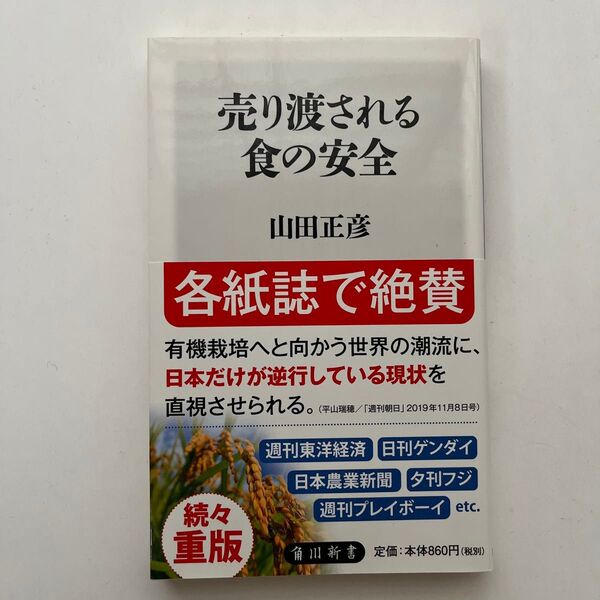 売り渡される
食の安全
山田正彦
各紙誌で絶賛
有機栽培へと向かう世界の潮流に、
日本だけが逆行している現状を
直視させられる。(平山瑞穂/「週刊朝日」2019年11月8日号)
週刊東洋経済 日刊ゲンダイ
日本農業新聞 夕刊フジ
週刊プレイボーイ etc.
続々
重版
角川新書
定価:本体860円(税別)